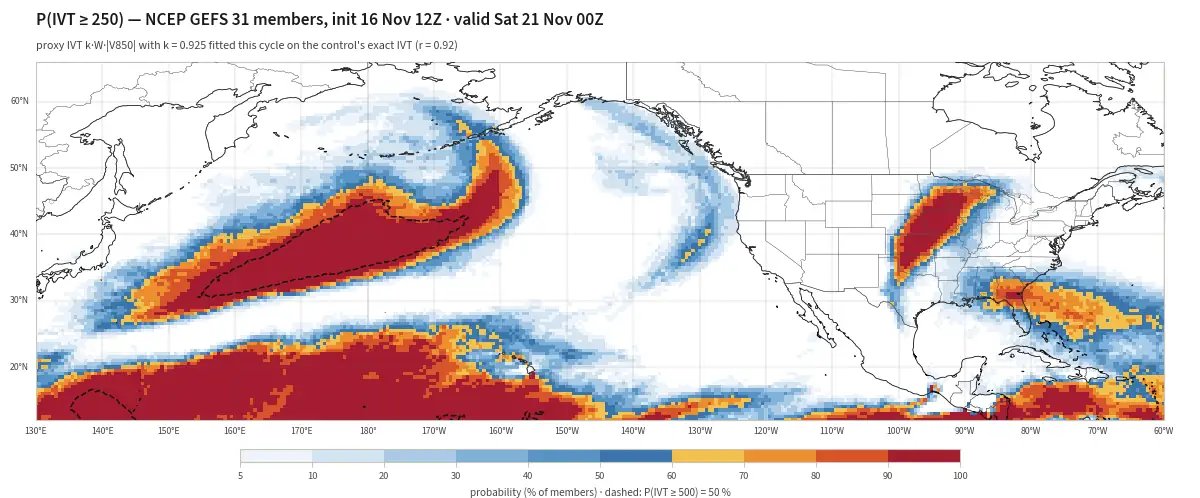 P(IVT ≥ 250) — NCEP GEFS 31 members, init 16 Nov 12Z · valid Sat 21 Nov 00Z
proxy IVT k·W·|V850| with k = 0.925 fitted this cycle on the control's exact IVT (r = 0.92)
60°N
50°N
40°N
30°N
20°N
130°E 140°E 150°E 160°E 170°E 180° 170°W 160°W 150°W 140°W 130°W 120°W 110°W 100°W 90°W 80°W 70°W 60°W
5 10 20 30 40 50 60 70 80 90 100
probability (% of members) · dashed: P(IVT ≥ 500) = 50 %